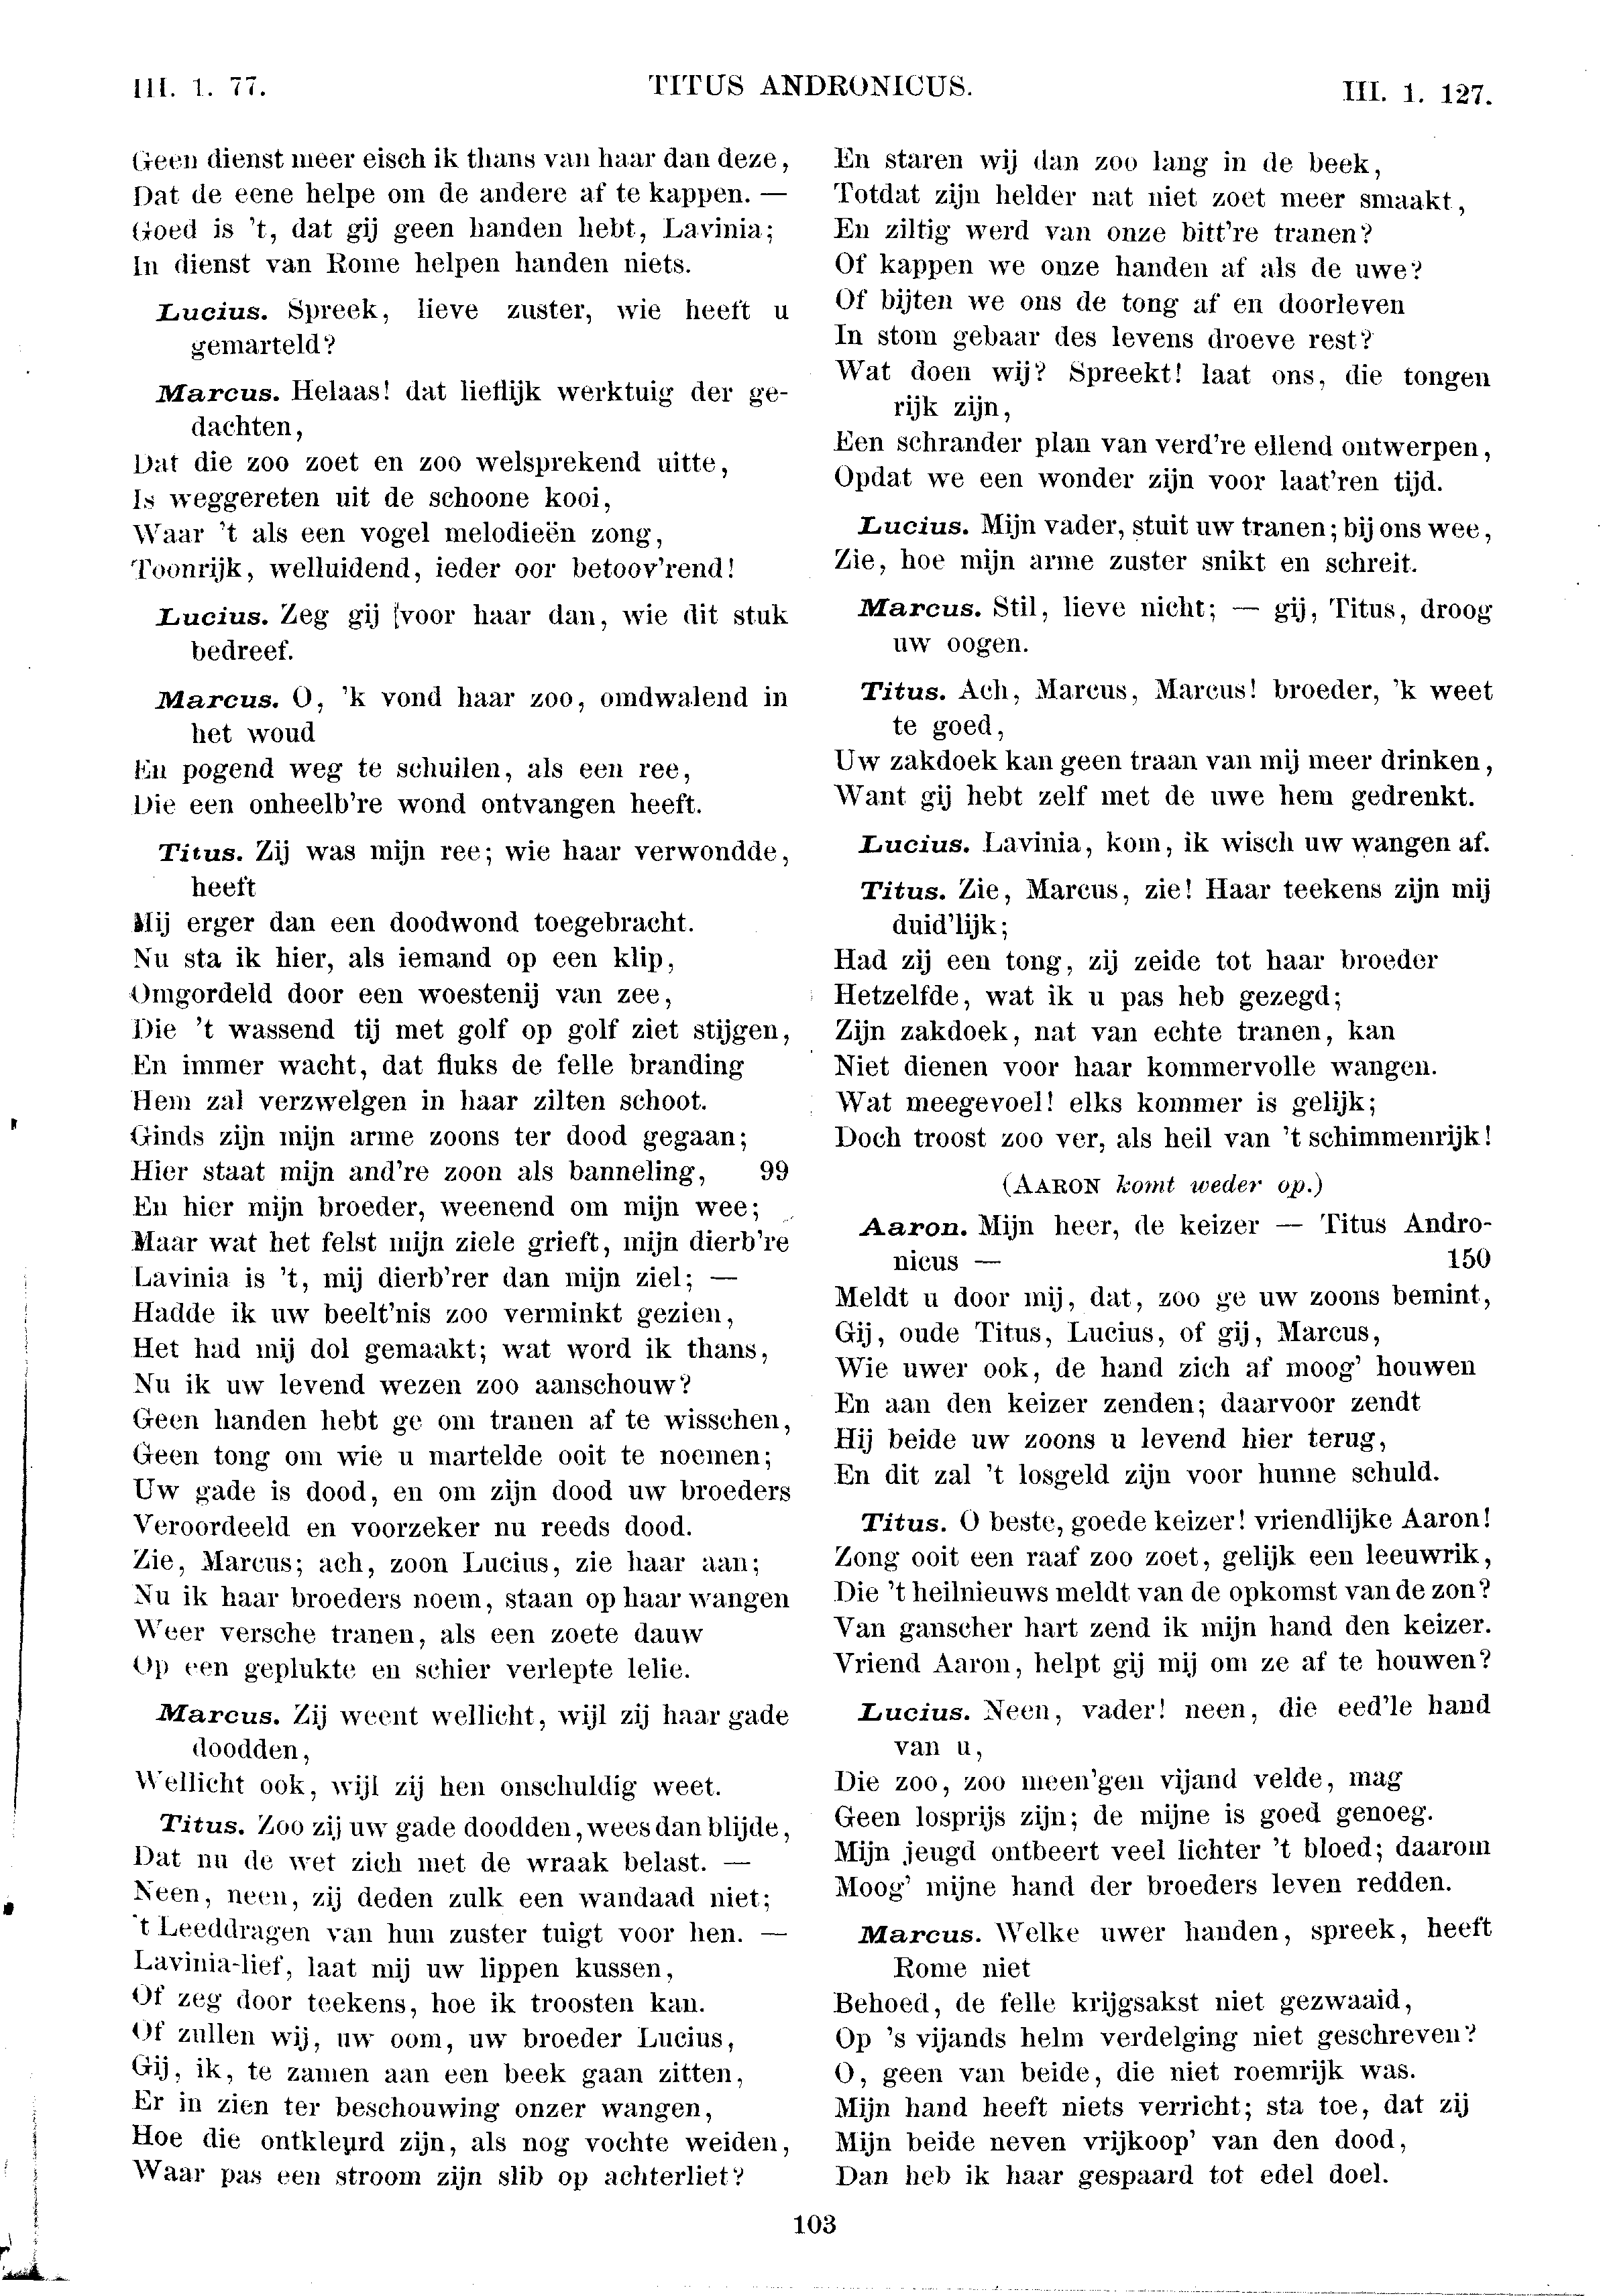 III. 1. 77.
TITUS ANDRONICUS.
III. 1. 127.
Geen dienst meer eisch ik thans van haar dan deze,
Dat de eene helpe om de andere af te kappen. —
Goed is 't, dat gij geen handen hebt, Lavinia;
In dienst van Rome helpen handen niets.
Lucius. Spreek, lieve zuster, wie heeft u
gemarteld?
Marcus. Helaas! dat lieflijk werktuig der ge-
dachten,
Dat die zoo zoet en zoo welsprekend uitte,
Is weggereten uit de schoone kooi,
Waar 't als een vogel melodieën zong,
Toonrijk, welluidend, ieder oor betoov'rend!
Lucius. Zeg gij (voor haar dan, wie dit stuk
bedreef.
Marcus. O, 'k vond haar zoo, omdwalend in
het woud
En pogend weg te schuilen, als een ree,
Die een onheelb're wond ontvangen heeft.
Titus. Zij was mijn ree; wie haar verwondde,
heeft
Mij erger dan een doodwond toegebracht.
Nu sta ik hier, als iemand op een klip,
Omgordeld door een woestenij van zee,
Die 't wassend tij met golf op golf ziet stijgen,
En immer wacht, dat fluks de felle branding
Hem zal verzwelgen in haar zilten schoot.
Ginds zijn mijn arme zoons ter dood gegaan;
Hier staat mijn and're zoon als banneling, 99
En hier mijn broeder, weenend om mijn wee;
Maar wat het felst mijn ziele grieft, mijn dierb're
Lavinia is 't, mij dierb'rer dan mijn ziel; —
Hadde ik uw beelt'nis zoo verminkt gezien,
Het had mij dol gemaakt; wat word ik thans,
Nu ik uw levend wezen zoo aanschouw?
Geen handen hebt ge om tranen af te wisschen,
Geen tong om wie u martelde ooit te noemen;
Uw gade is dood, en om zijn dood uw broeders
Veroordeeld en voorzeker nu reeds dood.
Zie, Marcus; ach, zoon Lucius, zie haar aan;
Nu ik haar broeders noem, staan op haar wangen
Weer versche tranen, als een zoete dauw
Op een geplukte en schier verlepte lelie.
Marcus. Zij weent wellicht, wijl zij haar gade
doodden,
Wellicht ook, wijl zij hen onschuldig weet.
Titus. Zoo zij uw gade doodden, wees dan blijde,
Dat nu de wet zich met de wraak belast. —
Neen, neen, zij deden zulk een wandaad niet;
't Leeddragen van hun zuster tuigt voor hen. —
Lavinia-lief, laat mij uw lippen kussen,
Of zeg door teekens, hoe ik troosten kan.
Of zullen wij, uw oom, uw broeder Lucius,
Gij, ik, te zamen aan een beek gaan zitten,
Er in zien ter beschouwing onzer wangen,
Hoe die ontkleurd zijn, als nog vochte weiden,
Waar pas een stroom zijn slib op achterliet?
En staren wij dan zoo lang in de beek,
Totdat zijn helder nat niet zoet meer smaakt,
En ziltig werd van onze bitt're tranen?
Of kappen we onze handen af als de uwe?
Of bijten we ons de tong af en doorleven
In stom gebaar des levens droeve rest?
Wat doen wij? Spreekt! laat ons, die tongen
rijk zijn,
Een schrander plan van verd're ellend ontwerpen,
Opdat we een wonder zijn voor laat'ren tijd.
Lucius. Mijn vader, stuit uw tranen; bij ons wee,
Zie, hoe mijn arme zuster snikt en schreit.
Marcus. Stil, lieve nicht; — gij, Titus, droog
uw oogen.
Titus. Ach, Marcus, Marcus! broeder, 'k weet
te goed,
Uw zakdoek kan geen traan van mij meer drinken,
Want gij hebt zelf met de uwe hem gedrenkt.
Lucius. Lavinia, kom, ik wisch uw wangen af.
Titus. Zie, Marcus, zie! Haar teekens zijn mij
duid'lijk;
Had zij een tong, zij zeide tot haar broeder
Hetzelfde, wat ik u pas heb gezegd;
Zijn zakdoek, nat van echte tranen, kan
Niet dienen voor haar kommervolle wangen.
Wat meegevoel! elks kommer is gelijk;
Doch troost zoo ver, als heil van 't schimmenrijk!
(AARON komt weder op.)
Aaron. Mijn heer, de keizer — Titus Andro-
nicus — 150
Meldt u door mij, dat, zoo ge uw zoons bemint,
Gij, oude Titus, Lucius, of gij, Marcus,
Wie uwer ook, de hand zich af moog' houwen
En aan den keizer zenden; daarvoor zendt
Hij beide uw zoons u levend hier terug,
En dit zal 't losgeld zijn voor hunne schuld.
Titus. O beste, goede keizer! vriendlijke Aaron!
Zong ooit een raaf zoo zoet, gelijk een leeuwrik,
Die 't heilnieuws meldt van de opkomst van de zon?
Van ganscher hart zend ik mijn hand den keizer.
Vriend Aaron, helpt gij mij om ze af te houwen?
Lucius. Neen, vader! neen, die eed'le hand
van u,
Die zoo, zoo meen'gen vijand velde, mag
Geen losprijs zijn; de mijne is goed genoeg.
Mijn jeugd ontbeert veel lichter 't bloed; daarom
Moog' mijne hand der broeders leven redden.
Marcus. Welke uwer handen, spreek, heeft
Rome niet
Behoed, de felle krijgsakst niet gezwaaid,
Op 's vijands helm verdelging niet geschreven?
O, geen van beide, die niet roemrijk was.
Mijn hand heeft niets verricht; sta toe, dat zij
Mijn beide neven vrijkoop' van den dood,
Dan heb ik haar gespaard tot edel doel.
103